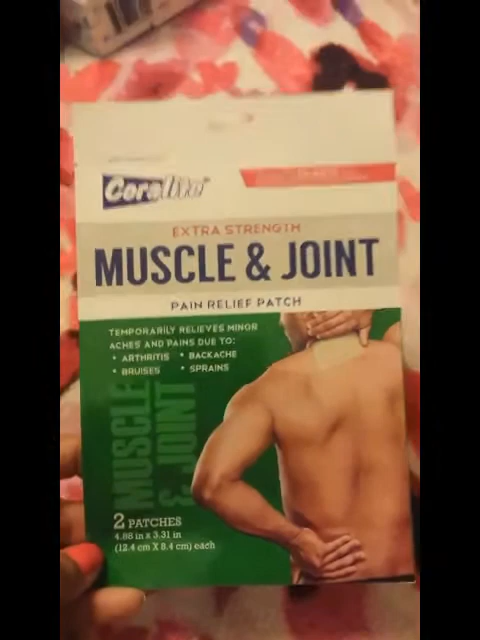 Coralite™
EXTRA STRENGTH
MUSCLE & JOINT
PAIN RELIEF PATCH
TEMPORARILY RELIEVES MINOR
ACHES AND PAINS DUE TO:
• ARTHRITIS • BACKACHE
• BRUISES • SPRAINS
MUSCLE
& JOINT
2 PATCHES
4.88 in x 3.31 in
(12.4 cm X 8.4 cm) each